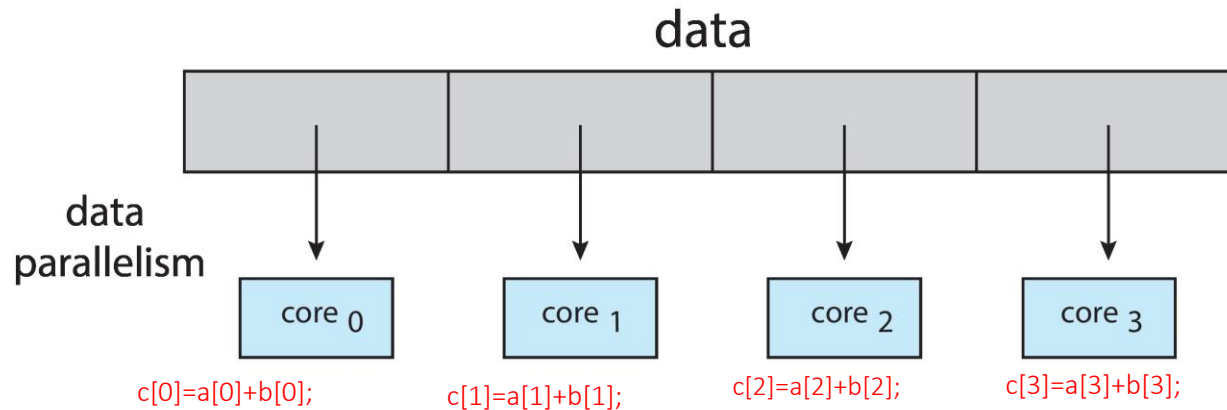 data
data
parallelism
core 0
core 1
core 2
core 3
c[0]=a[0]+b[0];
c[1]=a[1]+b[1];
c[2]=a[2]+b[2];
c[3]=a[3]+b[3];